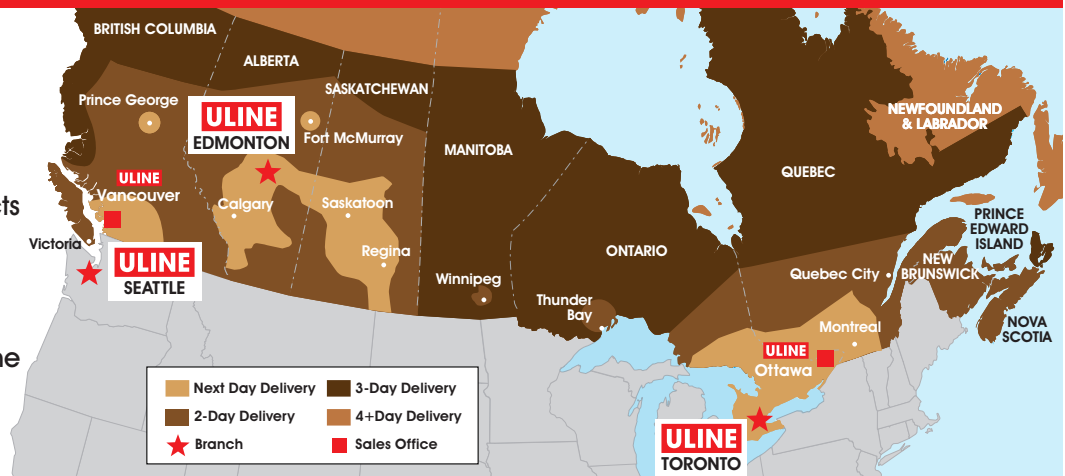 BRITISH COLUMBIA
ALBERTA
SASKATCHEWAN
Prince George
ULINE
EDMONTON
Fort McMurray
MANITOBA
NEWFOUNDLAND
& LABRADOR
QUEBEC
ULINE
Vancouver
Calgary
Saskatoon
cts
Victoria
PRINCE
EDWARD
ISLAND
ONTARIO
Regina
NEW
BRUNSWICK
Quebec City
ULINE
SEATTLE
Winnipeg
Thunder
Bay
Montreal
NOVA
SCOTIA
ne
ULINE
Ottawa
Next Day Delivery
3-Day Delivery
2-Day Delivery
4+Day Delivery
Branch
Sales Office
ULINE
TORONTO